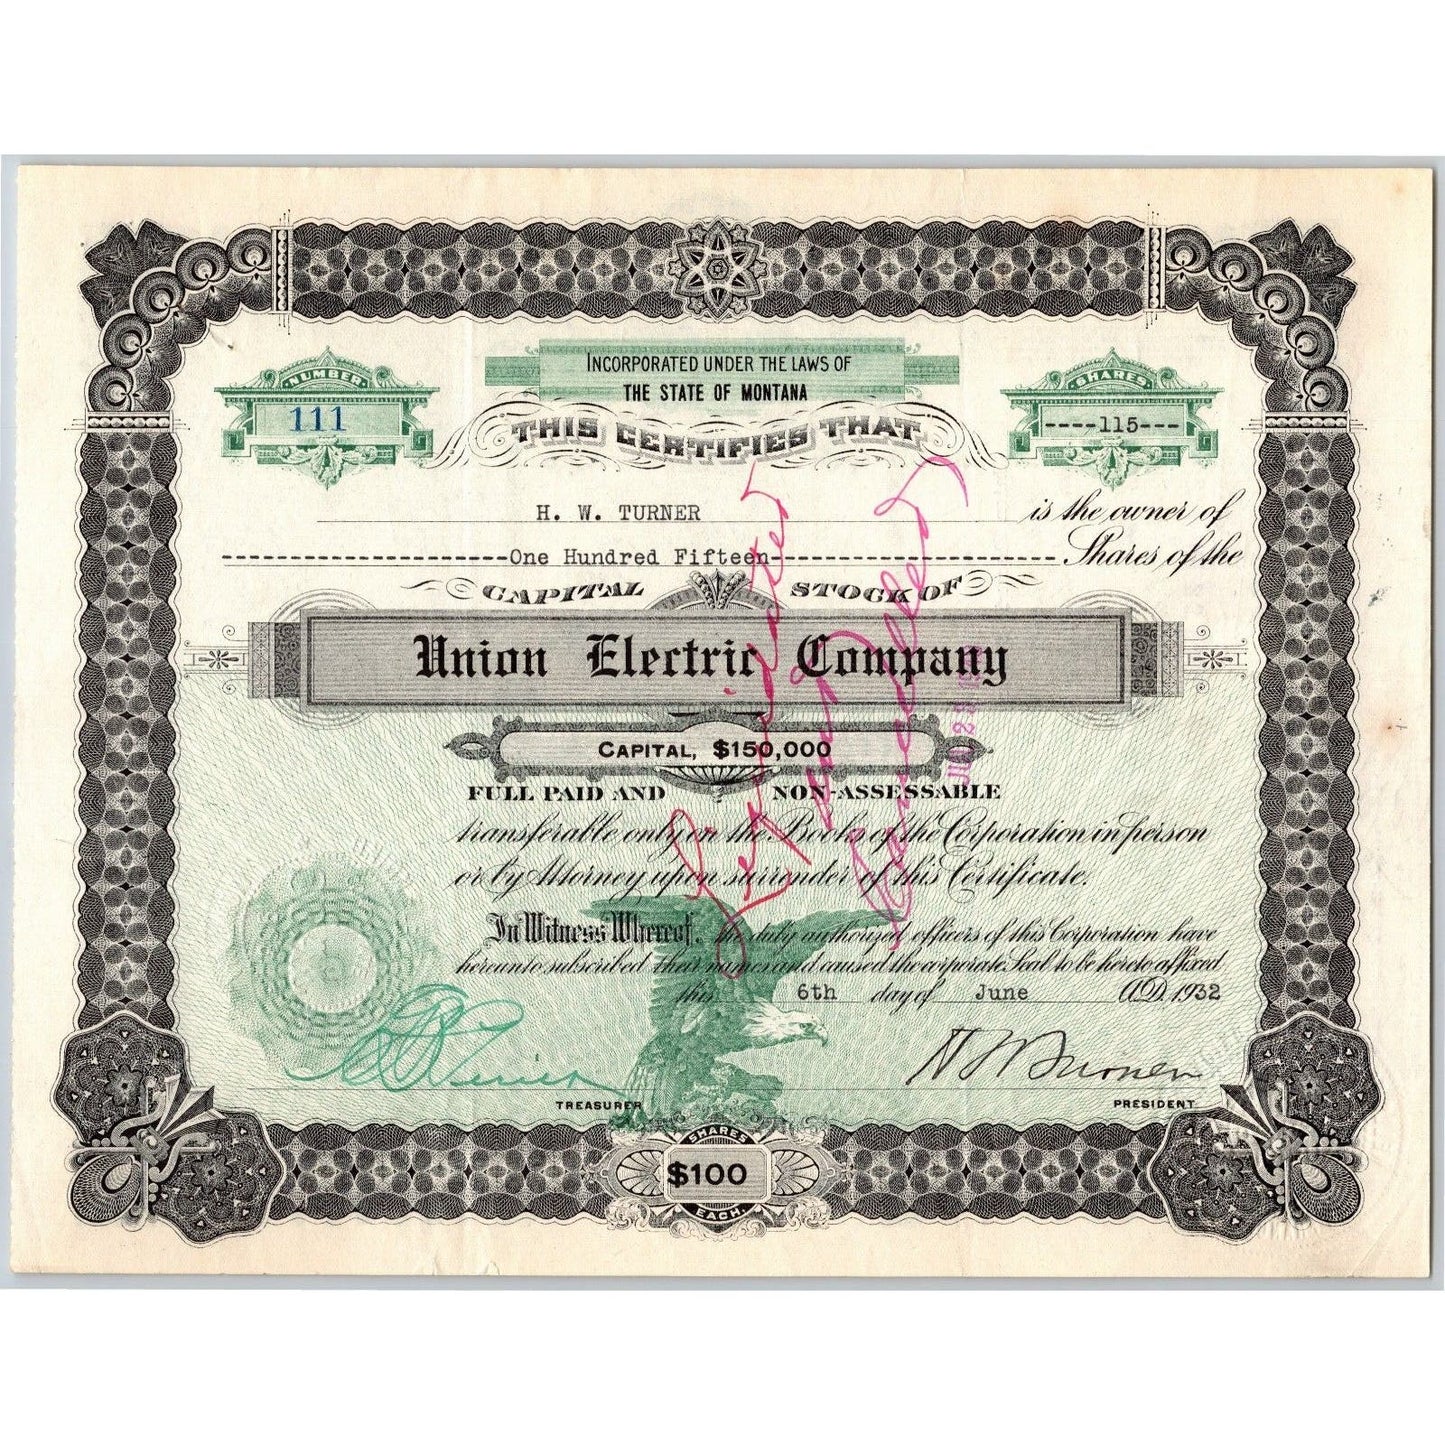 INCORPORATED UNDER THE LAWS OF
THE STATE OF MONTANA
NUMBER
111
SHARES
----115---
THIS CERTIFIES THAT
H. W. TURNER is the owner of
--------------------One Hundred Fifteen-------------------- Shares of the
CAPITAL STOCK OF
Union Electric Company
CAPITAL, $150,000
FULL PAID AND NON-ASSESSABLE
transferable only on the Books of the Corporation in person
or by Attorney upon surrender of this Certificate.
In Witness Whereof, the duly authorized officers of this Corporation have
hereunto subscribed their names and caused the corporate Seal to be hereto affixed
this 6th day of June A.D. 1932
TREASURER
PRESIDENT
SHARES
$100
EACH.
Cancelled